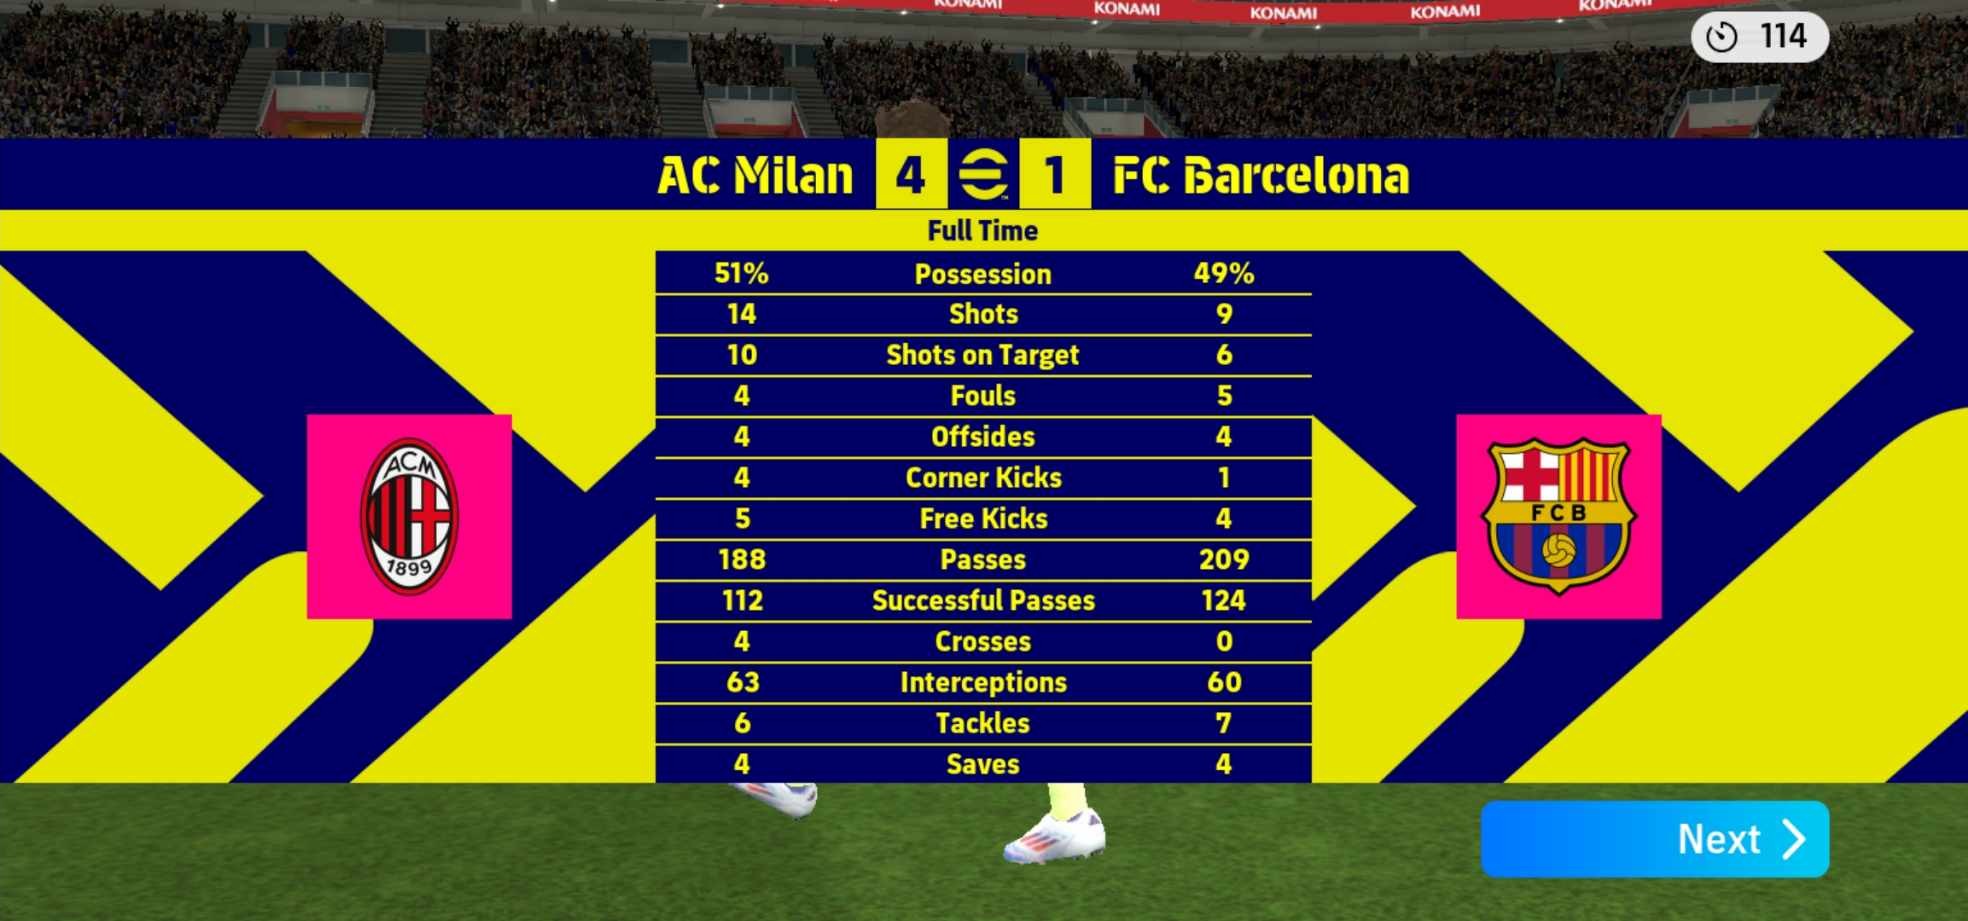 KONAMI KONAMI KONAMI KONAMI KONAMI
114
AC Milan 4 1 FC Barcelona
TM
Full Time
51% Possession 49%
14 Shots 9
10 Shots on Target 6
4 Fouls 5
4 Offsides 4
4 Corner Kicks 1
5 Free Kicks 4
188 Passes 209
112 Successful Passes 124
4 Crosses 0
63 Interceptions 60
6 Tackles 7
4 Saves 4
ACM
1899
FCB
Next